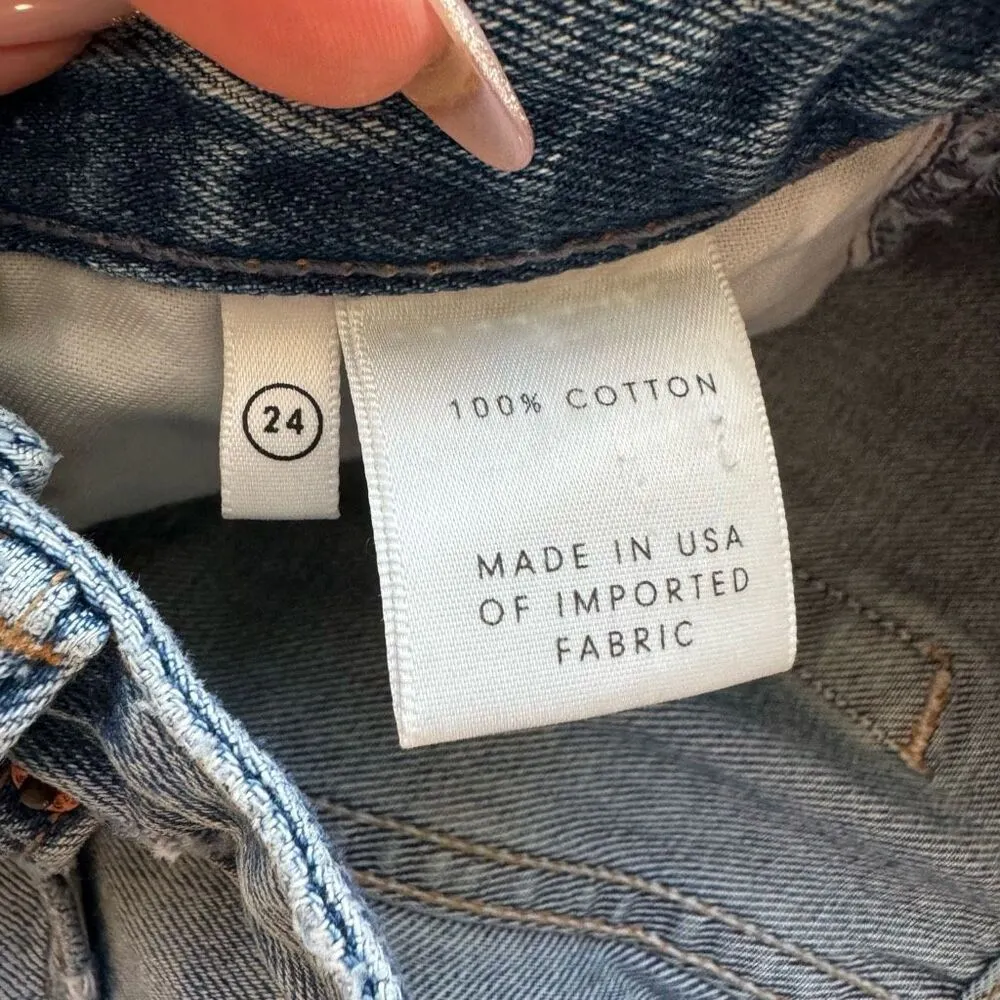 24
100% COTTON
MADE IN USA
OF IMPORTED
FABRIC